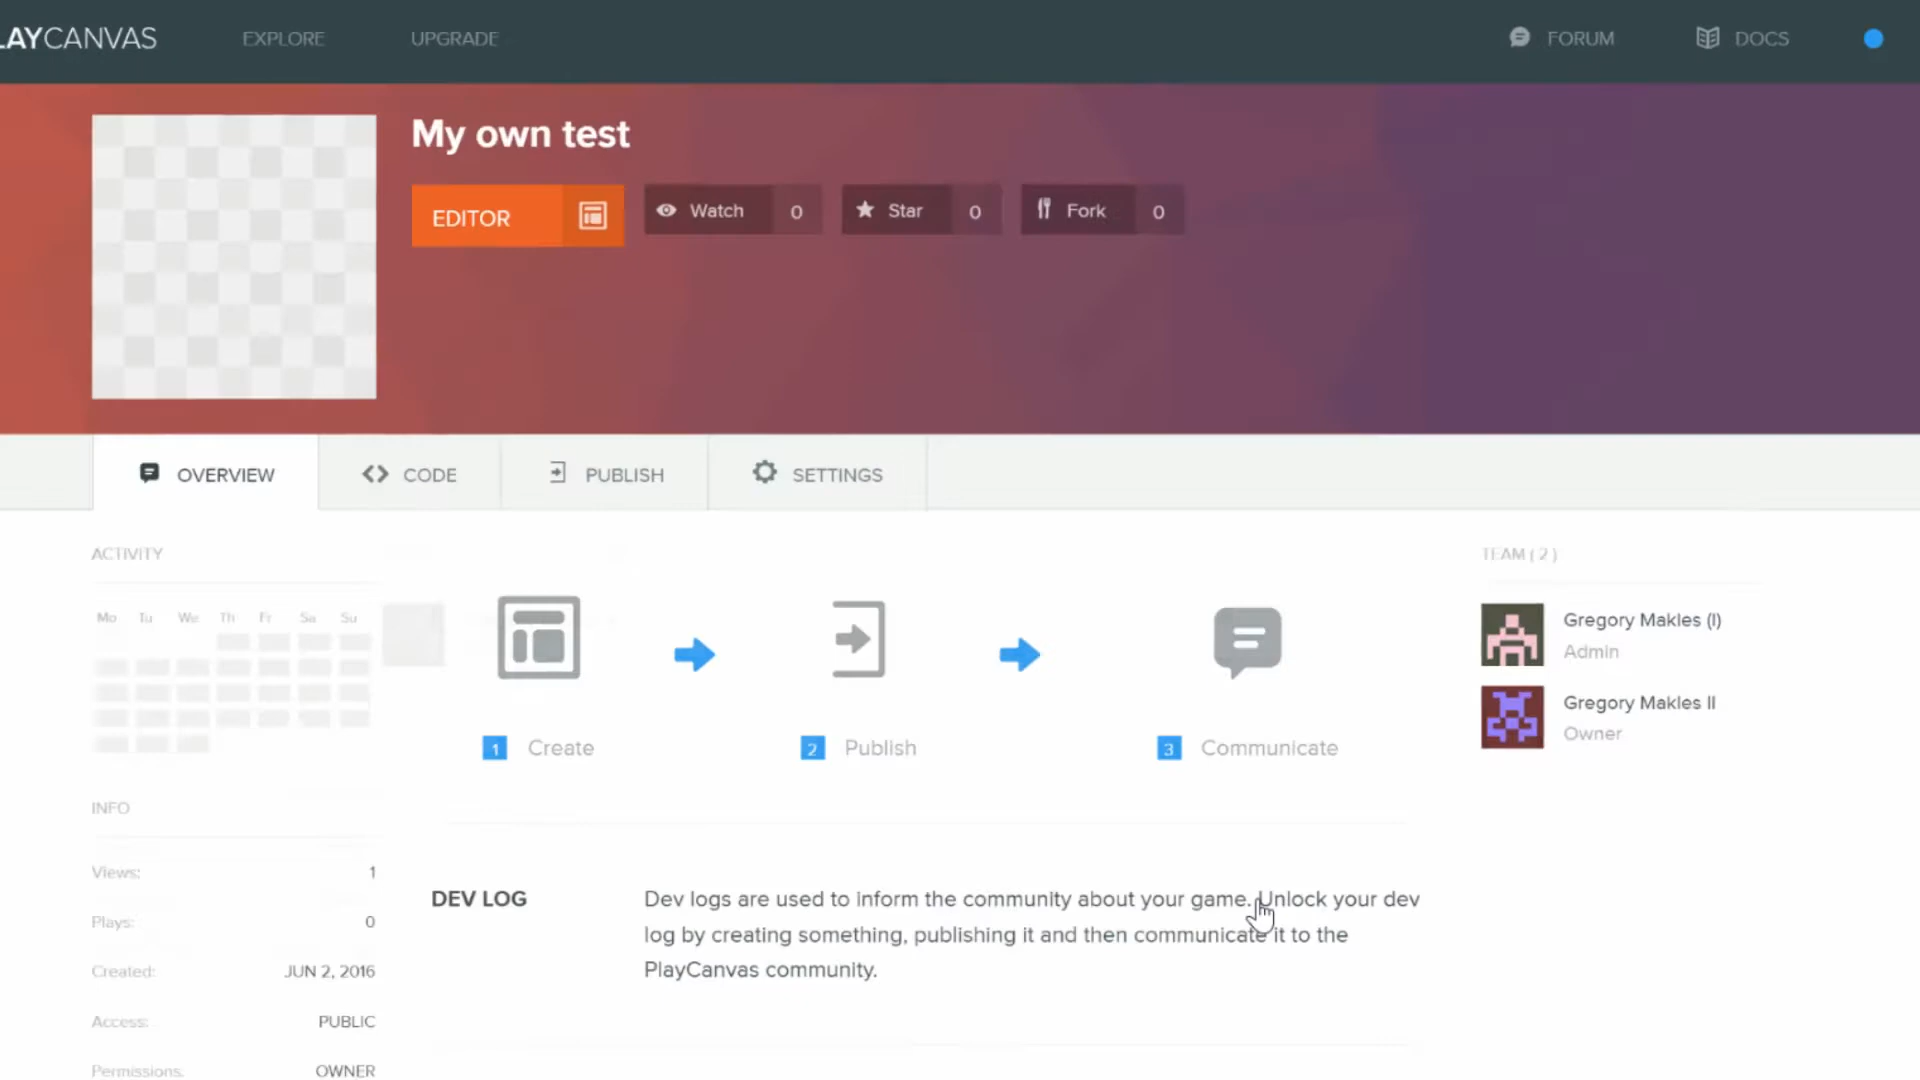 LAYCANVAS EXPLORE UPGRADE FORUM DOCS
My own test
EDITOR Watch 0 Star 0 Fork 0
OVERVIEW CODE PUBLISH SETTINGS
ACTIVITY
Mo Tu We Th Fr Sa Su
1 Create 2 Publish 3 Communicate
TEAM ( 2 )
Gregory Makles (I)
Admin
Gregory Makles II
Owner
INFO
Views: 1
Plays: 0
Created: JUN 2, 2016
Access: PUBLIC
Permissions. OWNER
DEV LOG
Dev logs are used to inform the community about your game. Unlock your dev
log by creating something, publishing it and then communicate it to the
PlayCanvas community.